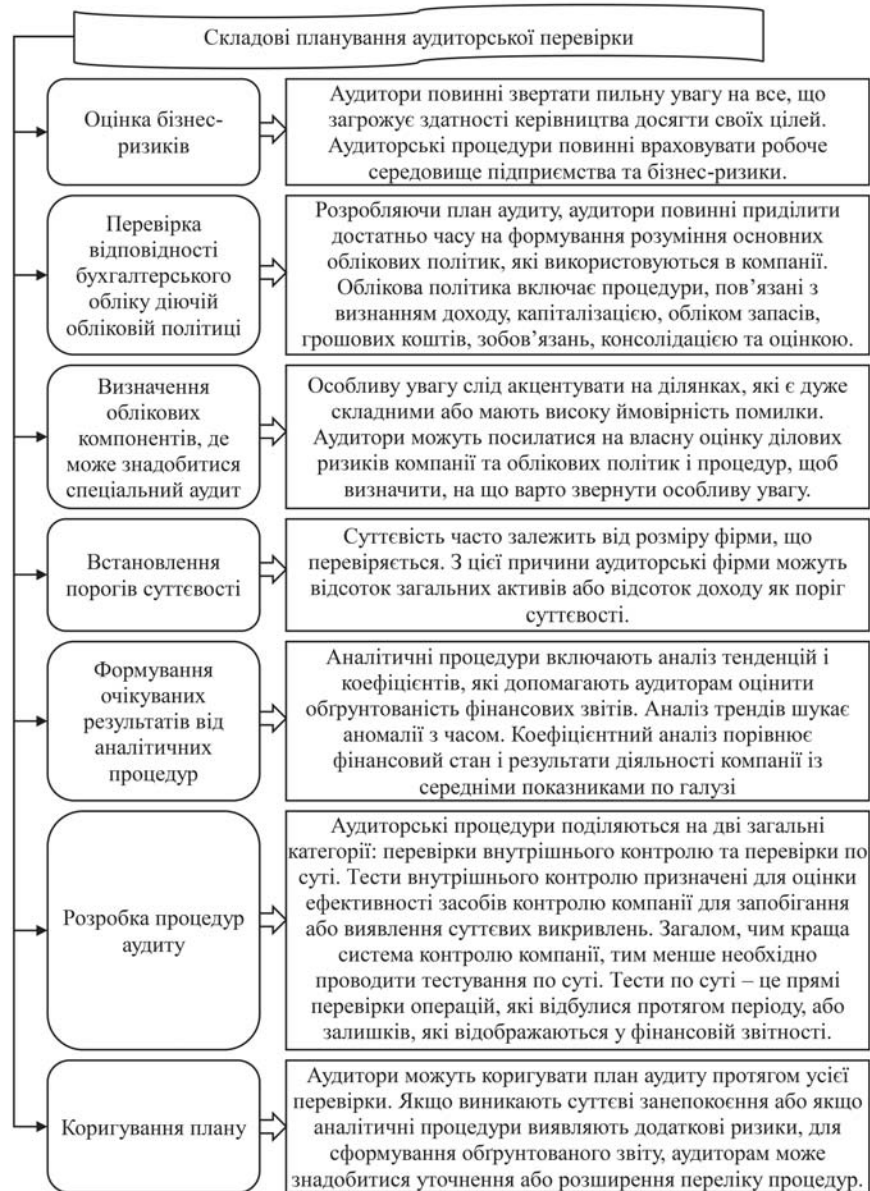 Складові планування аудиторської перевірки
Оцінка бізнес-
ризиків
Аудитори повинні звертати пильну увагу на все, що
загрожує здатності керівництва досягти своїх цілей.
Аудиторські процедури повинні враховувати робоче
середовище підприємства та бізнес-ризики.
Перевірка
відповідності
бухгалтерського
обліку діючій
обліковій політиці
Розробляючи план аудиту, аудитори повинні приділити
достатньо часу на формування розуміння основних
облікових політик, які використовуються в компанії.
Облікова політика включає процедури, пов’язані з
визнанням доходу, капіталізацією, обліком запасів,
грошових коштів, зобов’язань, консолідацією та оцінкою.
Визначення
облікових
компонентів, де
може знадобитися
спеціальний аудит
Особливу увагу слід акцентувати на ділянках, які є дуже
складними або мають високу ймовірність помилки.
Аудитори можуть посилатися на власну оцінку ділових
ризиків компанії та облікових політик і процедур, щоб
визначити, на що варто звернути особливу увагу.
Встановлення
порогів суттєвості
Суттєвість часто залежить від розміру фірми, що
перевіряється. З цієї причини аудиторські фірми можуть
відсоток загальних активів або відсоток доходу як поріг
суттєвості.
Формування
очікуваних
результатів від
аналітичних
процедур
Аналітичні процедури включають аналіз тенденцій і
коефіцієнтів, які допомагають аудиторам оцінити
обґрунтованість фінансових звітів. Аналіз трендів шукає
аномалії з часом. Коефіцієнтний аналіз порівнює
фінансовий стан і результати діяльності компанії із
середніми показниками по галузі
Розробка процедур
аудиту
Аудиторські процедури поділяються на дві загальні
категорії: перевірки внутрішнього контролю та перевірки по
суті. Тести внутрішнього контролю призначені для оцінки
ефективності засобів контролю компанії для запобігання
або виявлення суттєвих викривлень. Загалом, чим краща
система контролю компанії, тим менше необхідно
проводити тестування по суті. Тести по суті – це прямі
перевірки операцій, які відбулися протягом періоду, або
залишків, які відображаються у фінансовій звітності.
Коригування плану
Аудитори можуть коригувати план аудиту протягом усієї
перевірки. Якщо виникають суттєві занепокоєння або якщо
аналітичні процедури виявляють додаткові ризики, для
сформування обґрунтованого звіту, аудиторам може
знадобитися уточнення або розширення переліку процедур.